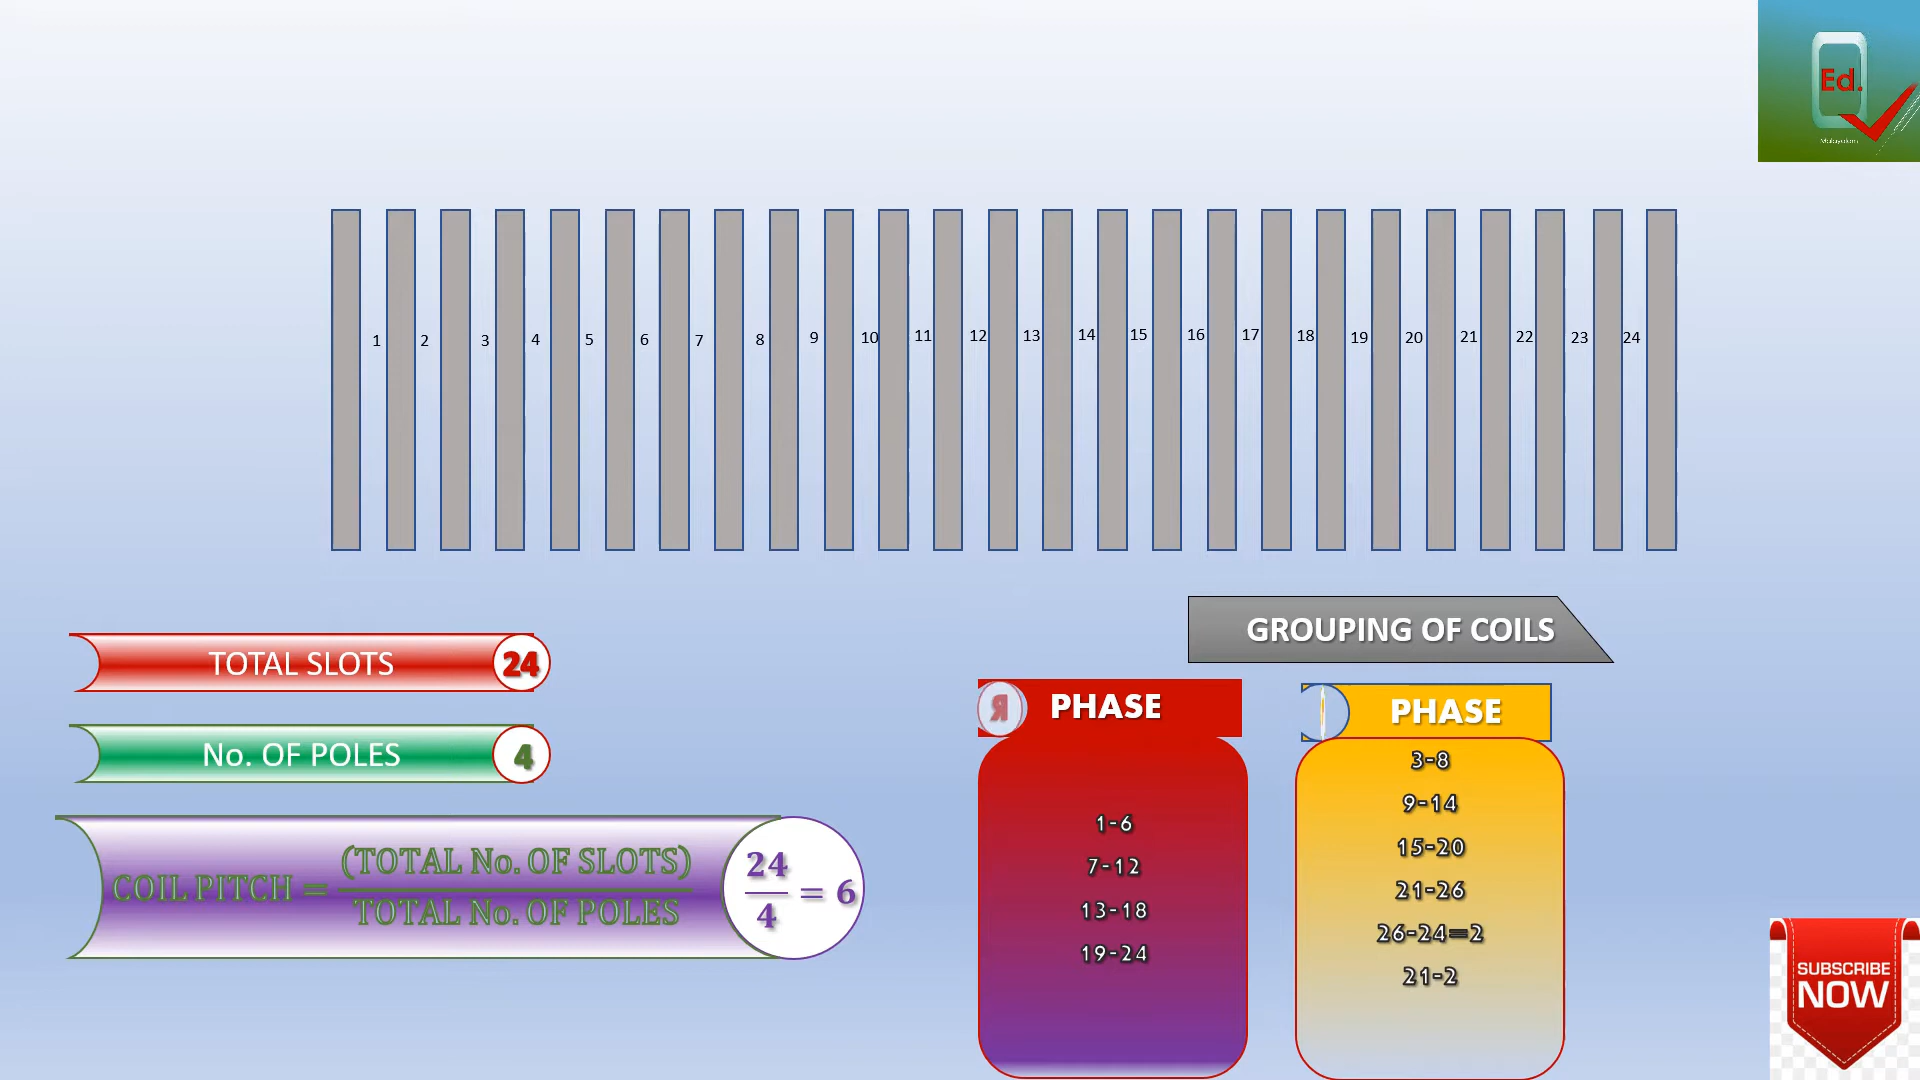 Ed.
Malayalam
1 2 3 4 5 6 7 8 9 10 11 12 13 14 15 16 17 18 19 20 21 22 23 24
GROUPING OF COILS
TOTAL SLOTS 24
No. OF POLES 4
COIL PITCH = (TOTAL No. OF SLOTS) / TOTAL No. OF POLES
24/4 = 6
R PHASE
1-6
7-12
13-18
19-24
PHASE
3-8
9-14
15-20
21-26
26-24=2
21-2
SUBSCRIBE
NOW